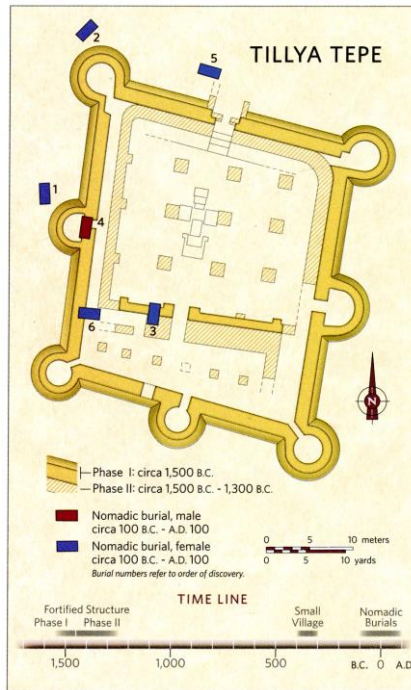 TILLYA TEPE
2
5
1
4
6
3
N
Phase I: circa 1,500 B.C.
Phase II: circa 1,500 B.C. - 1,300 B.C.
Nomadic burial, male
circa 100 B.C. - A.D. 100
Nomadic burial, female
circa 100 B.C. - A.D. 100
Burial numbers refer to order of discovery.
0 5 10 meters
0 5 10 yards
TIME LINE
Fortified Structure
Phase I Phase II
Small
Village
Nomadic
Burials
1,500 1,000 500 B.C. 0 A.D.